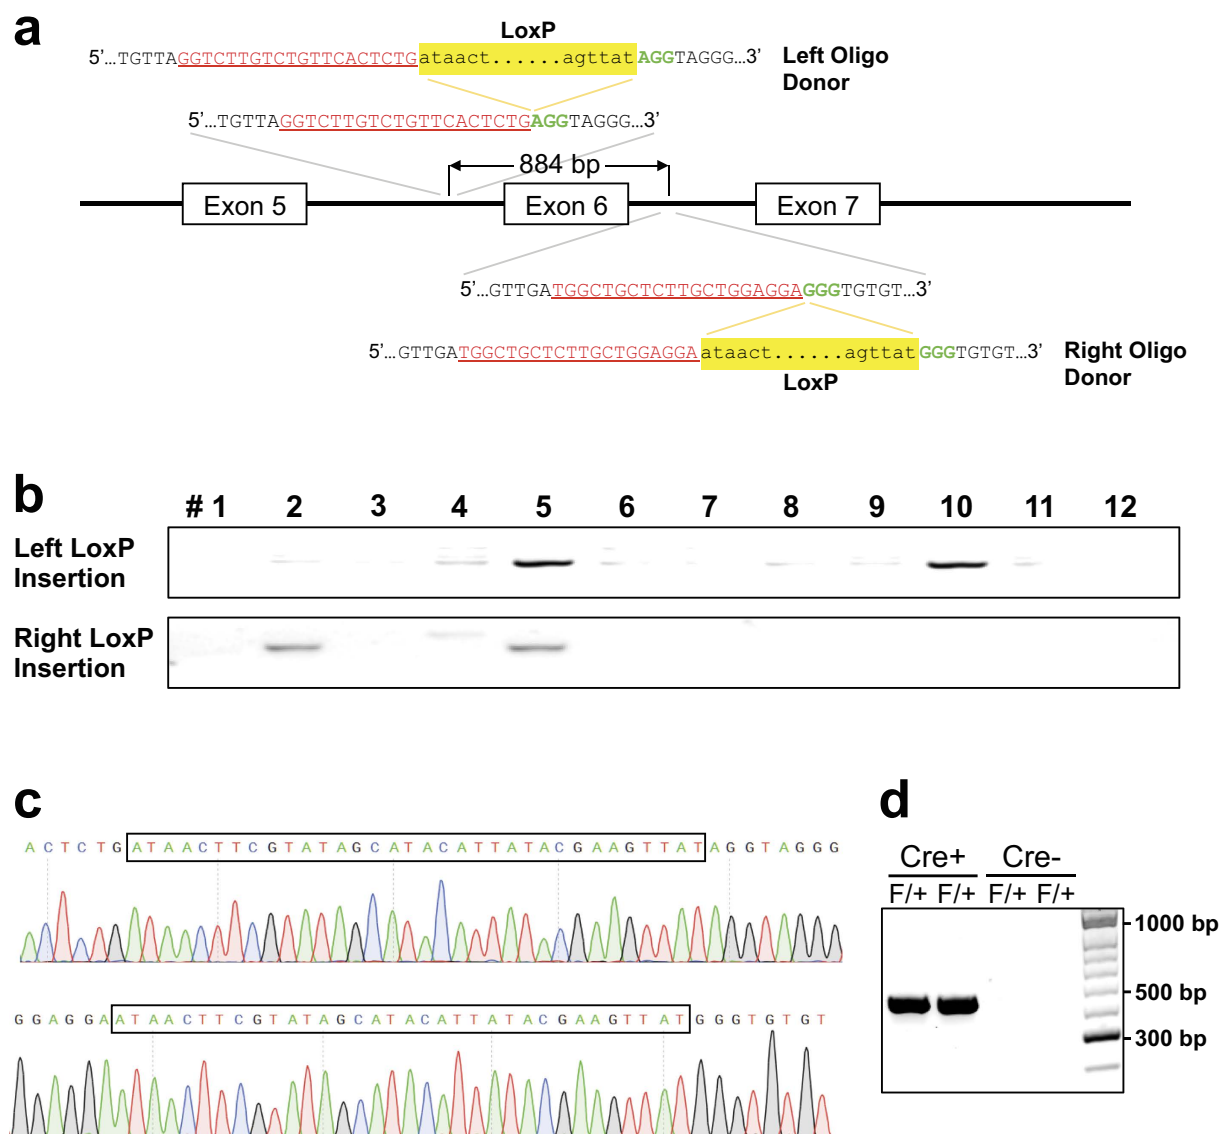 a
LoxP
5’...TGTTAGGTCTTGTCTGTTCACTCTGataact......agttatAGGTAGGG...3’
Left Oligo
Donor
5’...TGTTAGGTCTTGTCTGTTCACTCTGAGGTAGGG...3’
884 bp
Exon 5 Exon 6 Exon 7
5’...GTTGATGGCTGCTCTTGCTGGAGGAGGGTGTGT...3’
5’...GTTGATGGCTGCTCTTGCTGGAGGAataact......agttatGGGTGTGT...3’
Right Oligo
Donor
LoxP
b
# 1 2 3 4 5 6 7 8 9 10 11 12
Left LoxP
Insertion
Right LoxP
Insertion
c
ACTCTGATAACTTCGTATAGCATACATTATACGAAGTTATAGGTAGGG
GGAGGAATAACTTCGTATAGCATACATTATACGAAGTTATGGGTGTGT
d
Cre+ Cre-
F/+ F/+ F/+ F/+
1000 bp
500 bp
300 bp